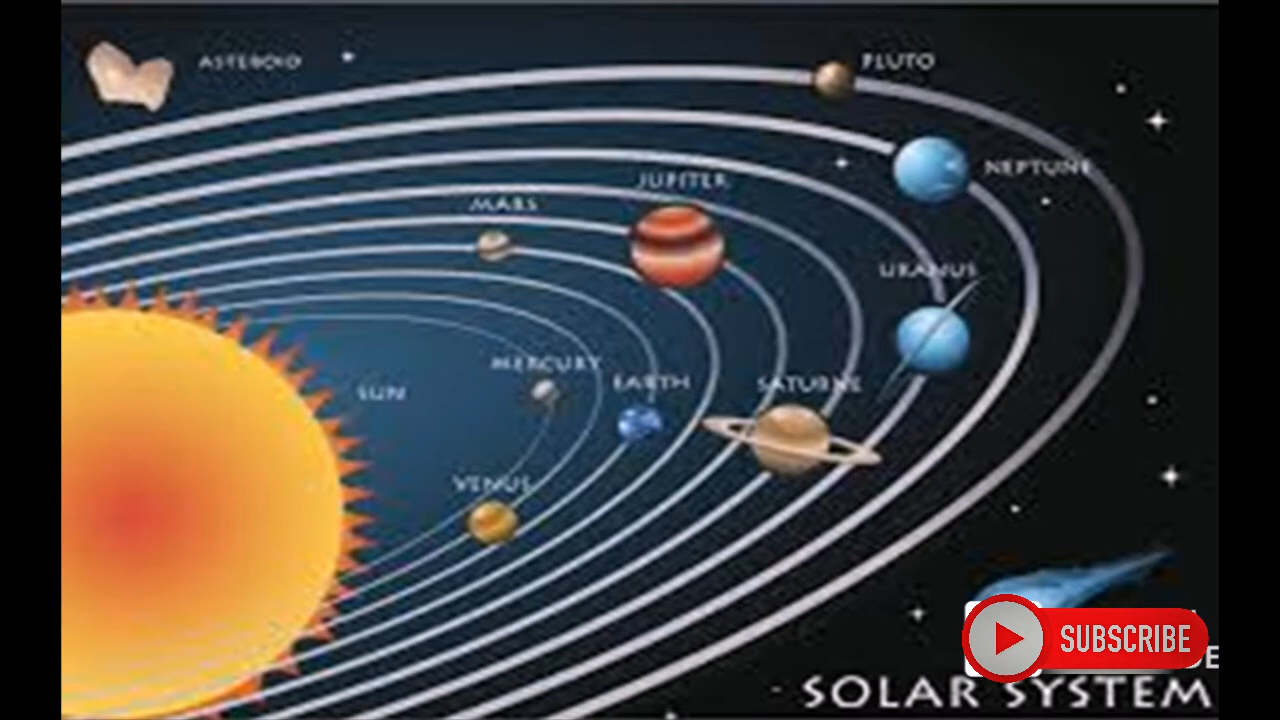 ASTEROID
PLUTO
NEPTUNE
JUPITER
MARS
URANUS
MERCURY
EARTH
SATURNE
SUN
VENUS
SUBSCRIBE
SOLAR SYSTEM